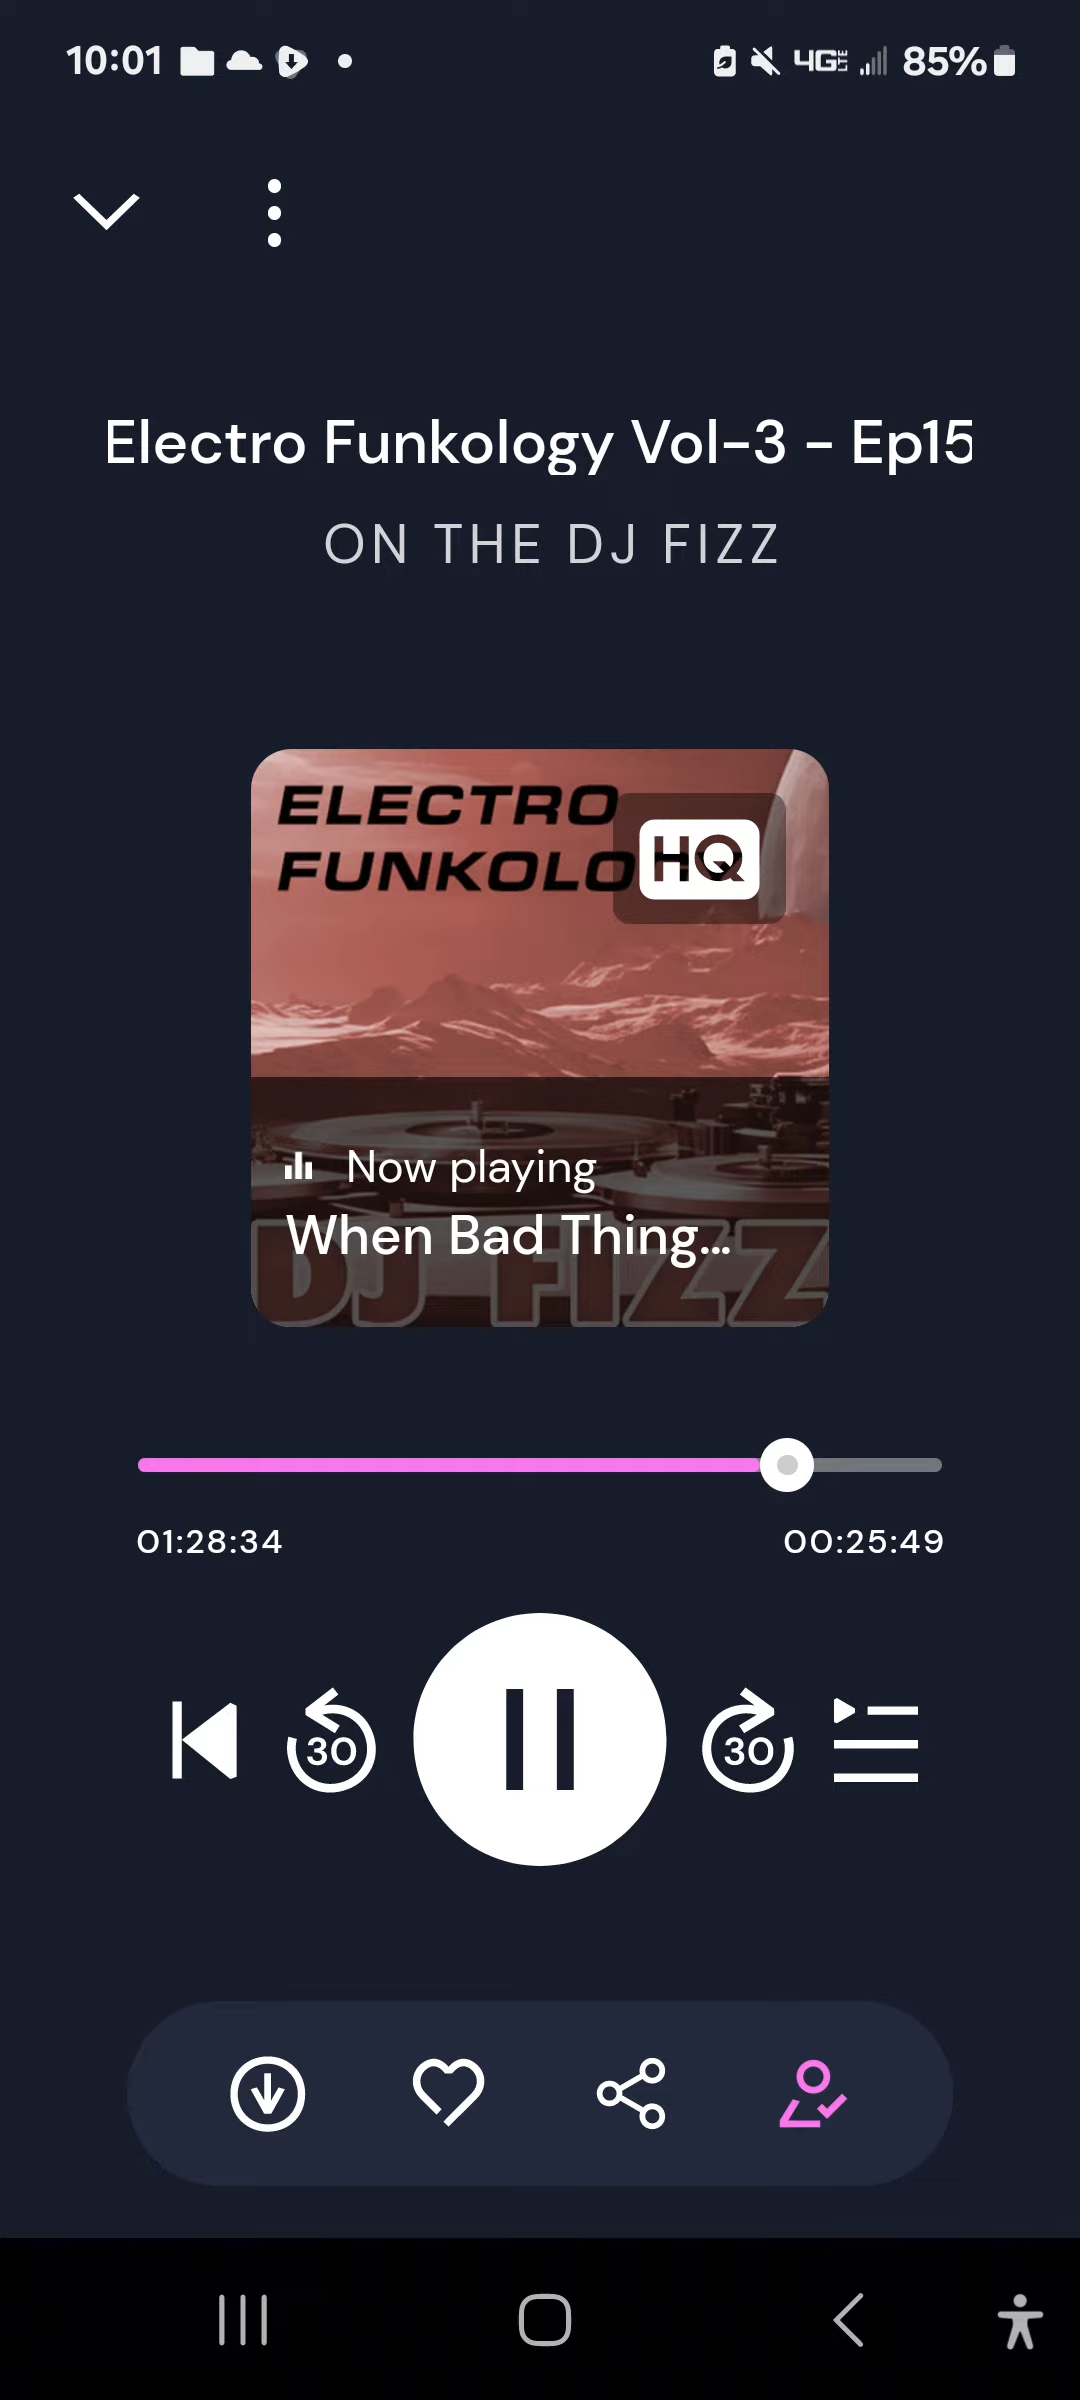 10:01
4G LTE
85%
Electro Funkology Vol-3 - Ep15
ON THE DJ FIZZ
ELECTRO
FUNKOLO
HQ
Now playing
When Bad Thing...
DJ FIZZ
01:28:34
00:25:49
30
30